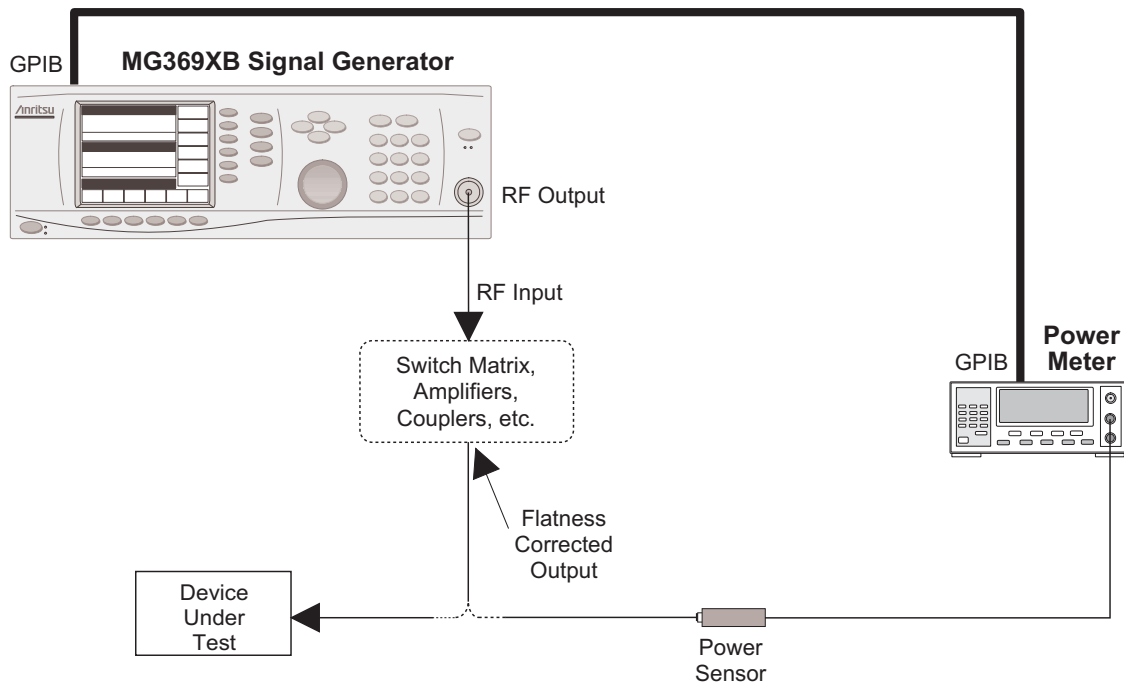 GPIB
MG369XB Signal Generator
Anritsu
RF Output
RF Input
Switch Matrix,
Amplifiers,
Couplers, etc.
Power
Meter
GPIB
Flatness
Corrected
Output
Device
Under
Test
Power
Sensor